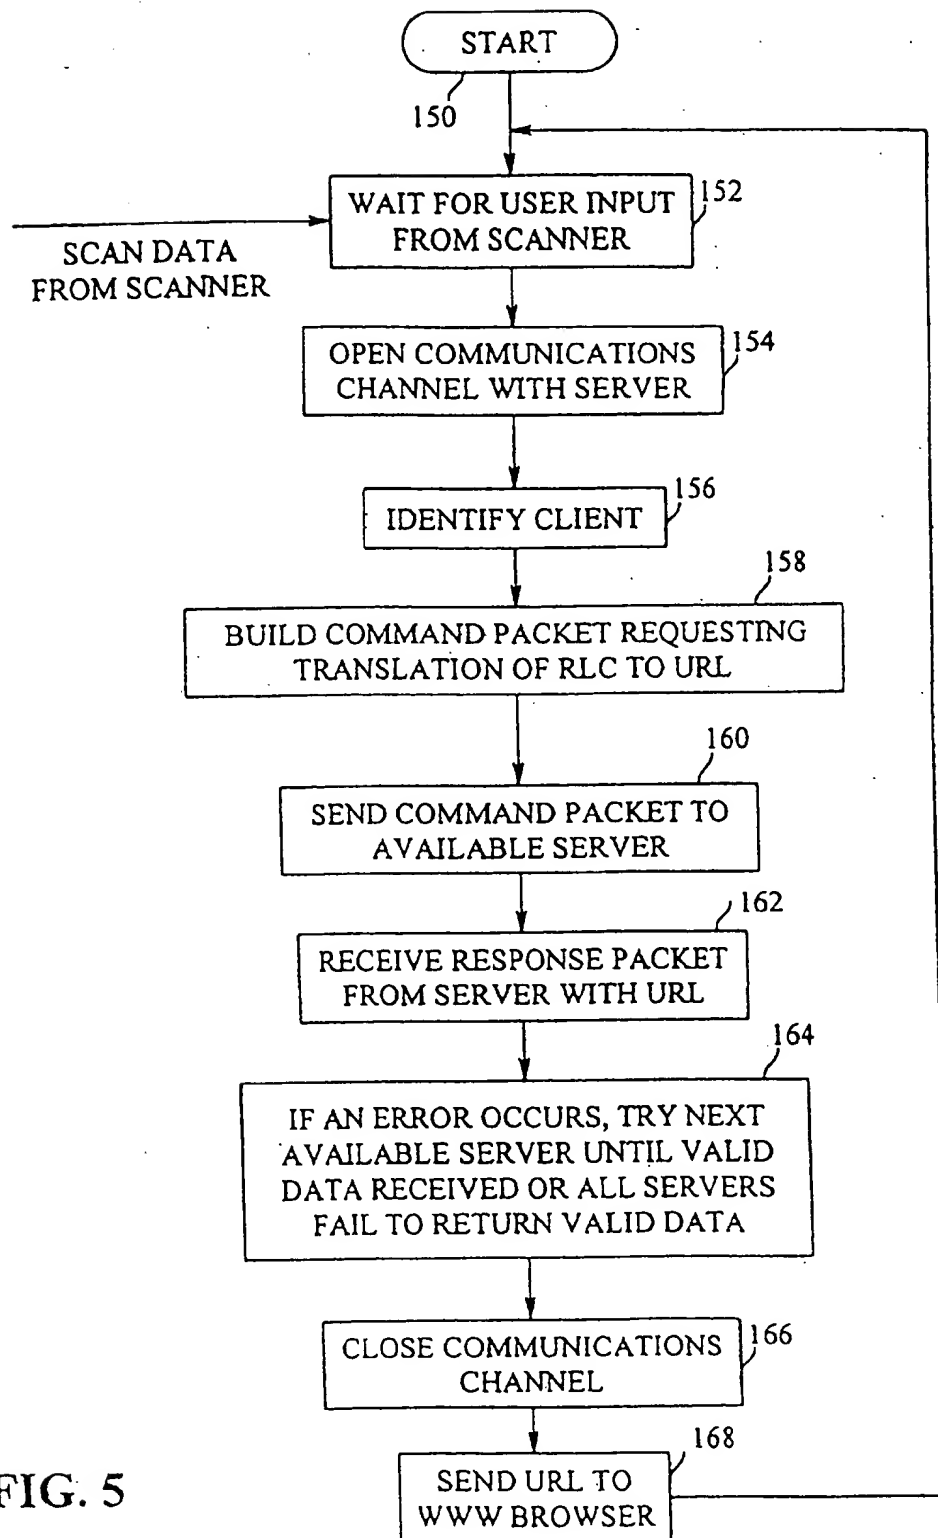 START
150
WAIT FOR USER INPUT
FROM SCANNER
152
SCAN DATA
FROM SCANNER
OPEN COMMUNICATIONS
CHANNEL WITH SERVER
154
IDENTIFY CLIENT
156
158
BUILD COMMAND PACKET REQUESTING
TRANSLATION OF RLC TO URL
160
SEND COMMAND PACKET TO
AVAILABLE SERVER
162
RECEIVE RESPONSE PACKET
FROM SERVER WITH URL
164
IF AN ERROR OCCURS, TRY NEXT
AVAILABLE SERVER UNTIL VALID
DATA RECEIVED OR ALL SERVERS
FAIL TO RETURN VALID DATA
CLOSE COMMUNICATIONS
CHANNEL
166
168
SEND URL TO
WWW BROWSER
FIG. 5